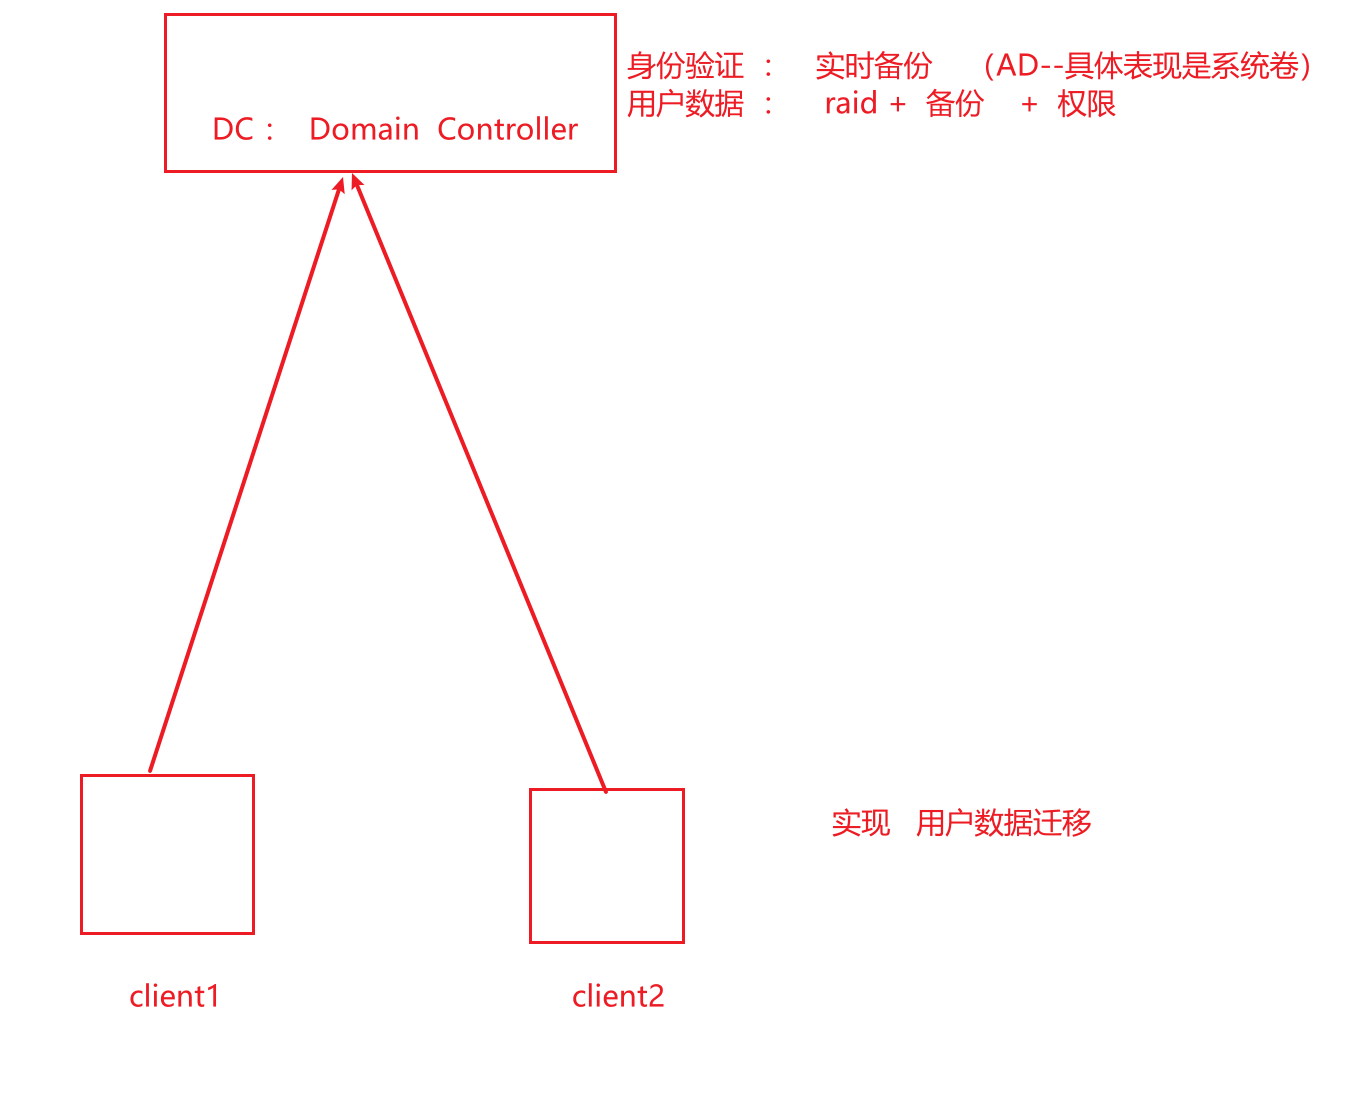 身份验证 ： 实时备份 （AD--具体表现是系统卷）
用户数据 ： raid + 备份 + 权限
DC： Domain Controller
实现 用户数据迁移
client1
client2